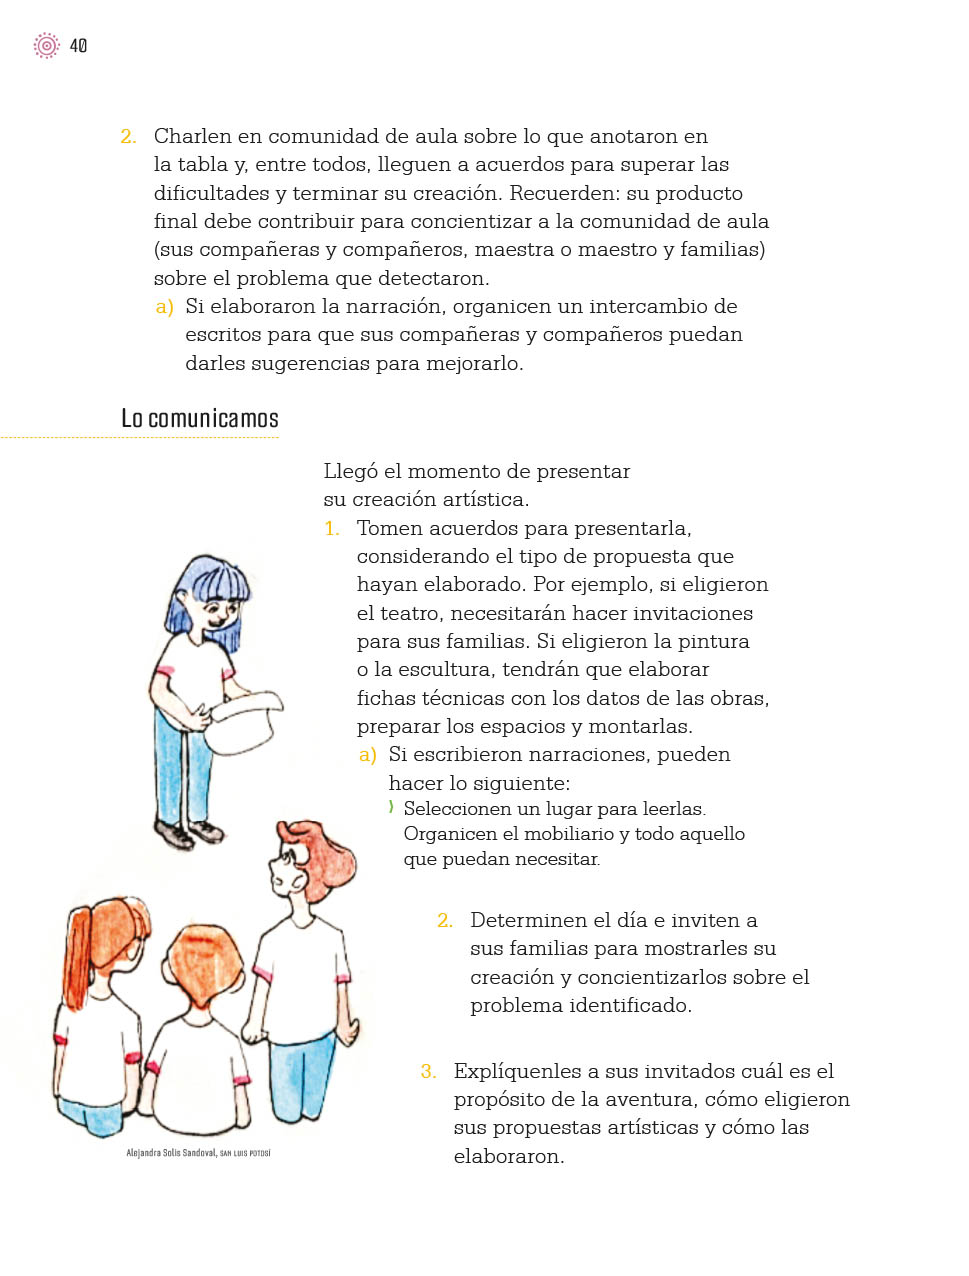 40
2. Charlen en comunidad de aula sobre lo que anotaron en
la tabla y, entre todos, lleguen a acuerdos para superar las
dificultades y terminar su creación. Recuerden: su producto
final debe contribuir para concientizar a la comunidad de aula
(sus compañeras y compañeros, maestra o maestro y familias)
sobre el problema que detectaron.
a) Si elaboraron la narración, organicen un intercambio de
escritos para que sus compañeras y compañeros puedan
darles sugerencias para mejorarlo.
Lo comunicamos
Llegó el momento de presentar
su creación artística.
1. Tomen acuerdos para presentarla,
considerando el tipo de propuesta que
hayan elaborado. Por ejemplo, si eligieron
el teatro, necesitarán hacer invitaciones
para sus familias. Si eligieron la pintura
o la escultura, tendrán que elaborar
fichas técnicas con los datos de las obras,
preparar los espacios y montarlas.
a) Si escribieron narraciones, pueden
hacer lo siguiente:
Seleccionen un lugar para leerlas.
Organicen el mobiliario y todo aquello
que puedan necesitar.
2. Determinen el día e inviten a
sus familias para mostrarles su
creación y concientizarlos sobre el
problema identificado.
3. Explíquenles a sus invitados cuál es el
propósito de la aventura, cómo eligieron
sus propuestas artísticas y cómo las
elaboraron.
Alejandra Solís Sandoval, SAN LUIS POTOSÍ